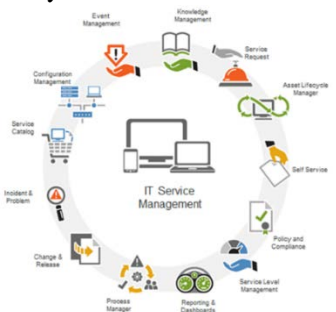 Knowledge
Management
Service
Request
Asset Lifecycle
Manager
Self Service
Policy and
Compliance
Service Level
Management
Reporting &
Dashboards
Process
Manager
Change &
Release
Incident &
Problem
Service
Catalog
Configuration
Management
Event
Management
IT Service
Management